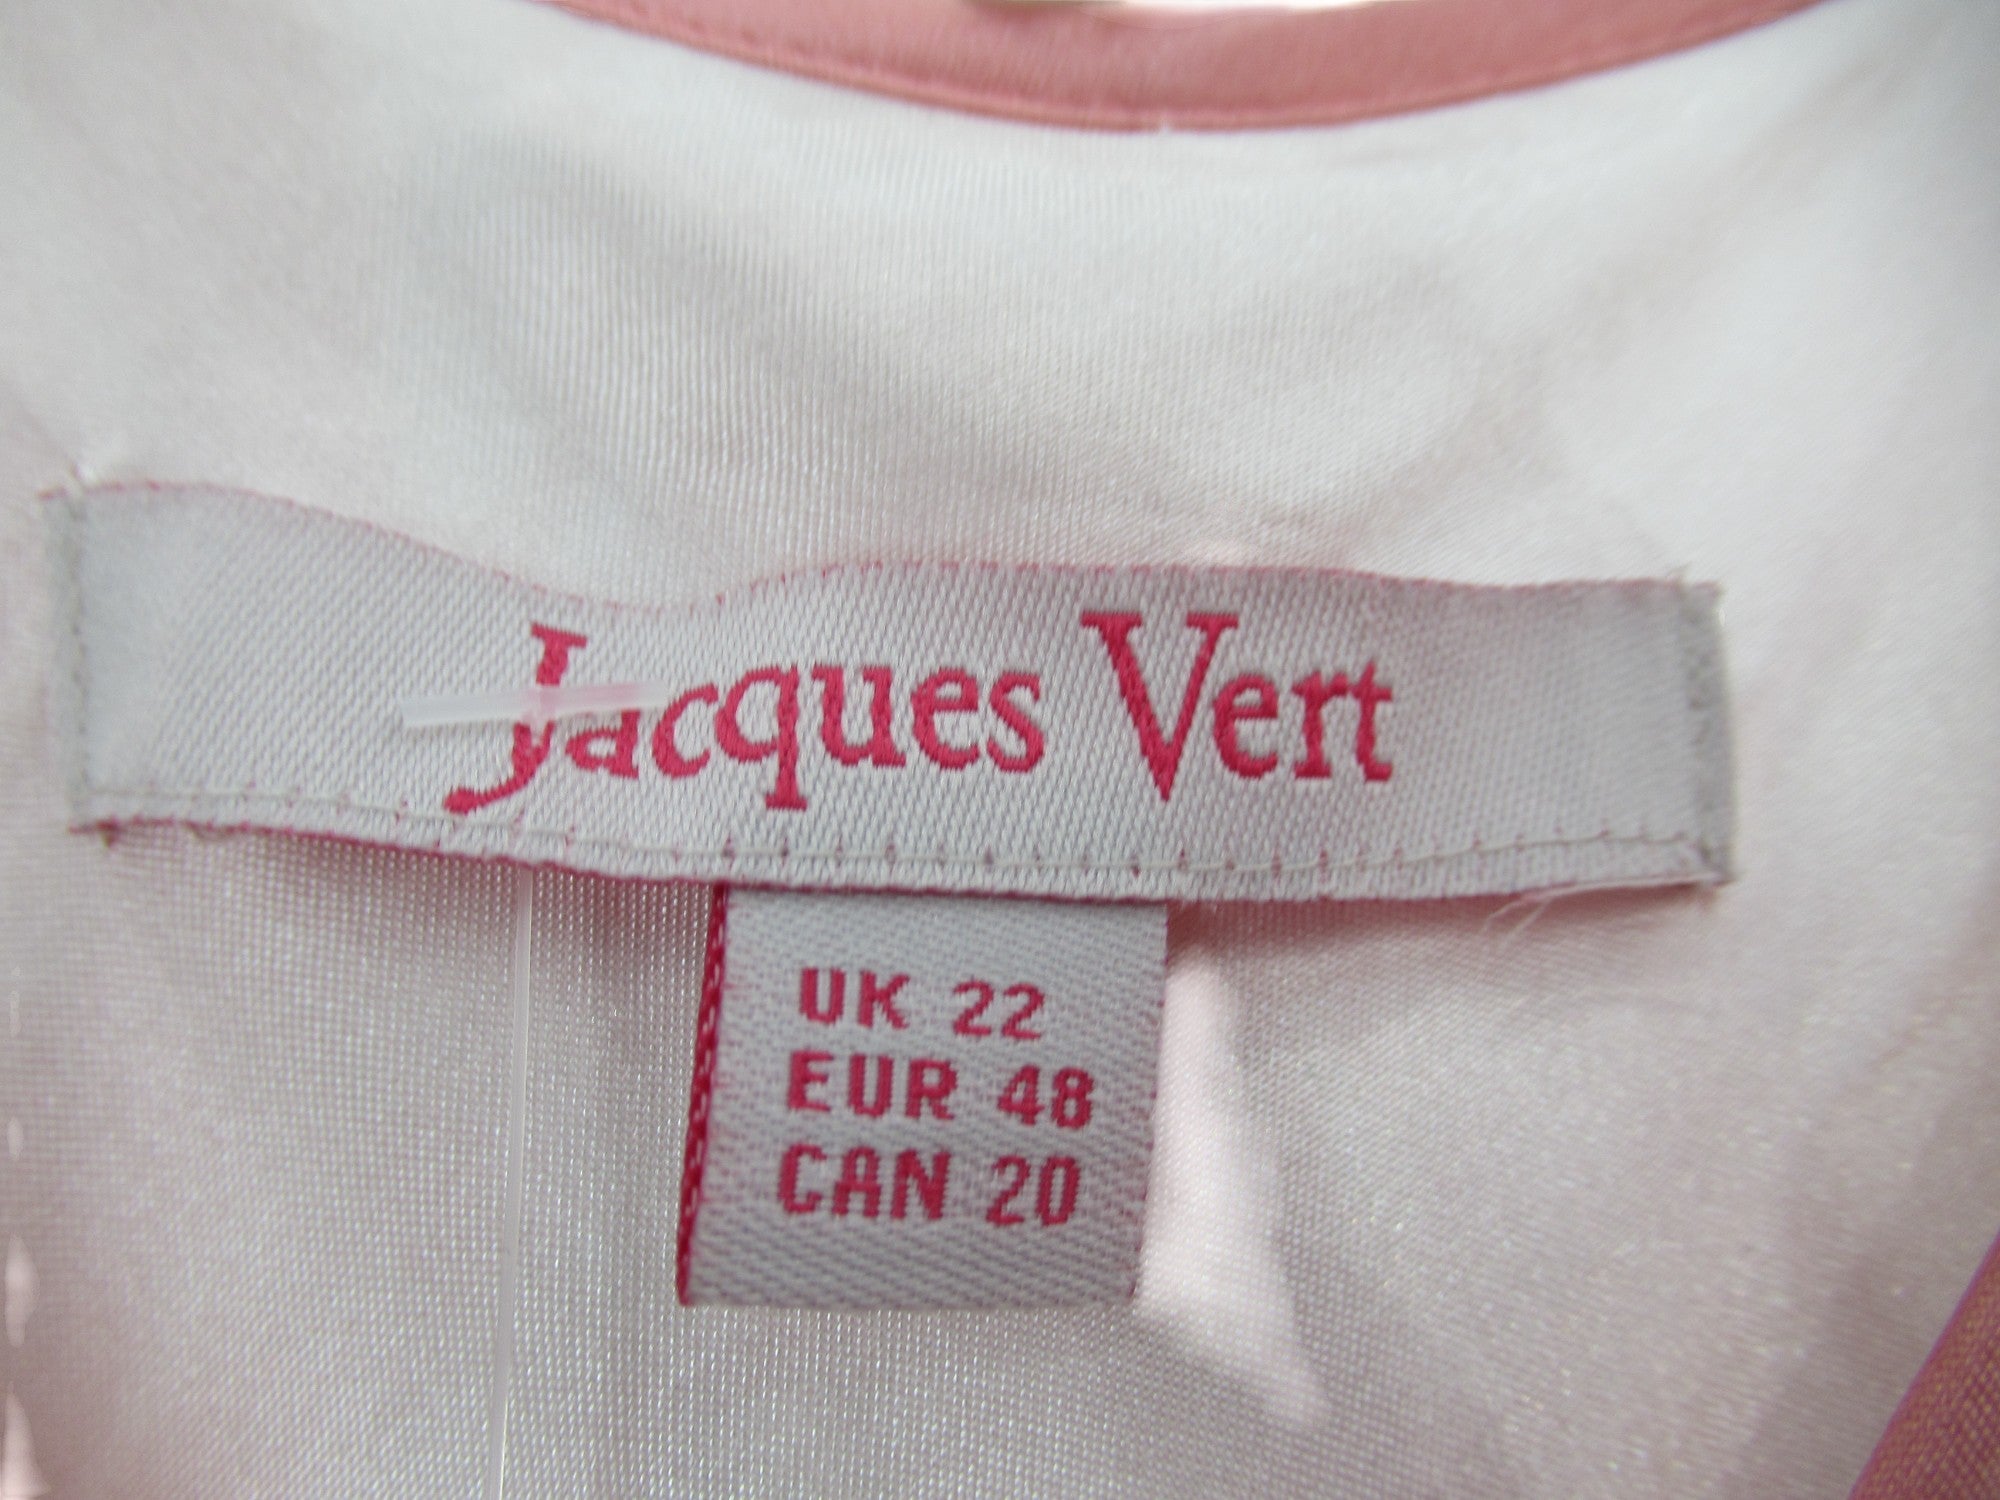 Jacques Vert
UK 22
EUR 48
CAN 20